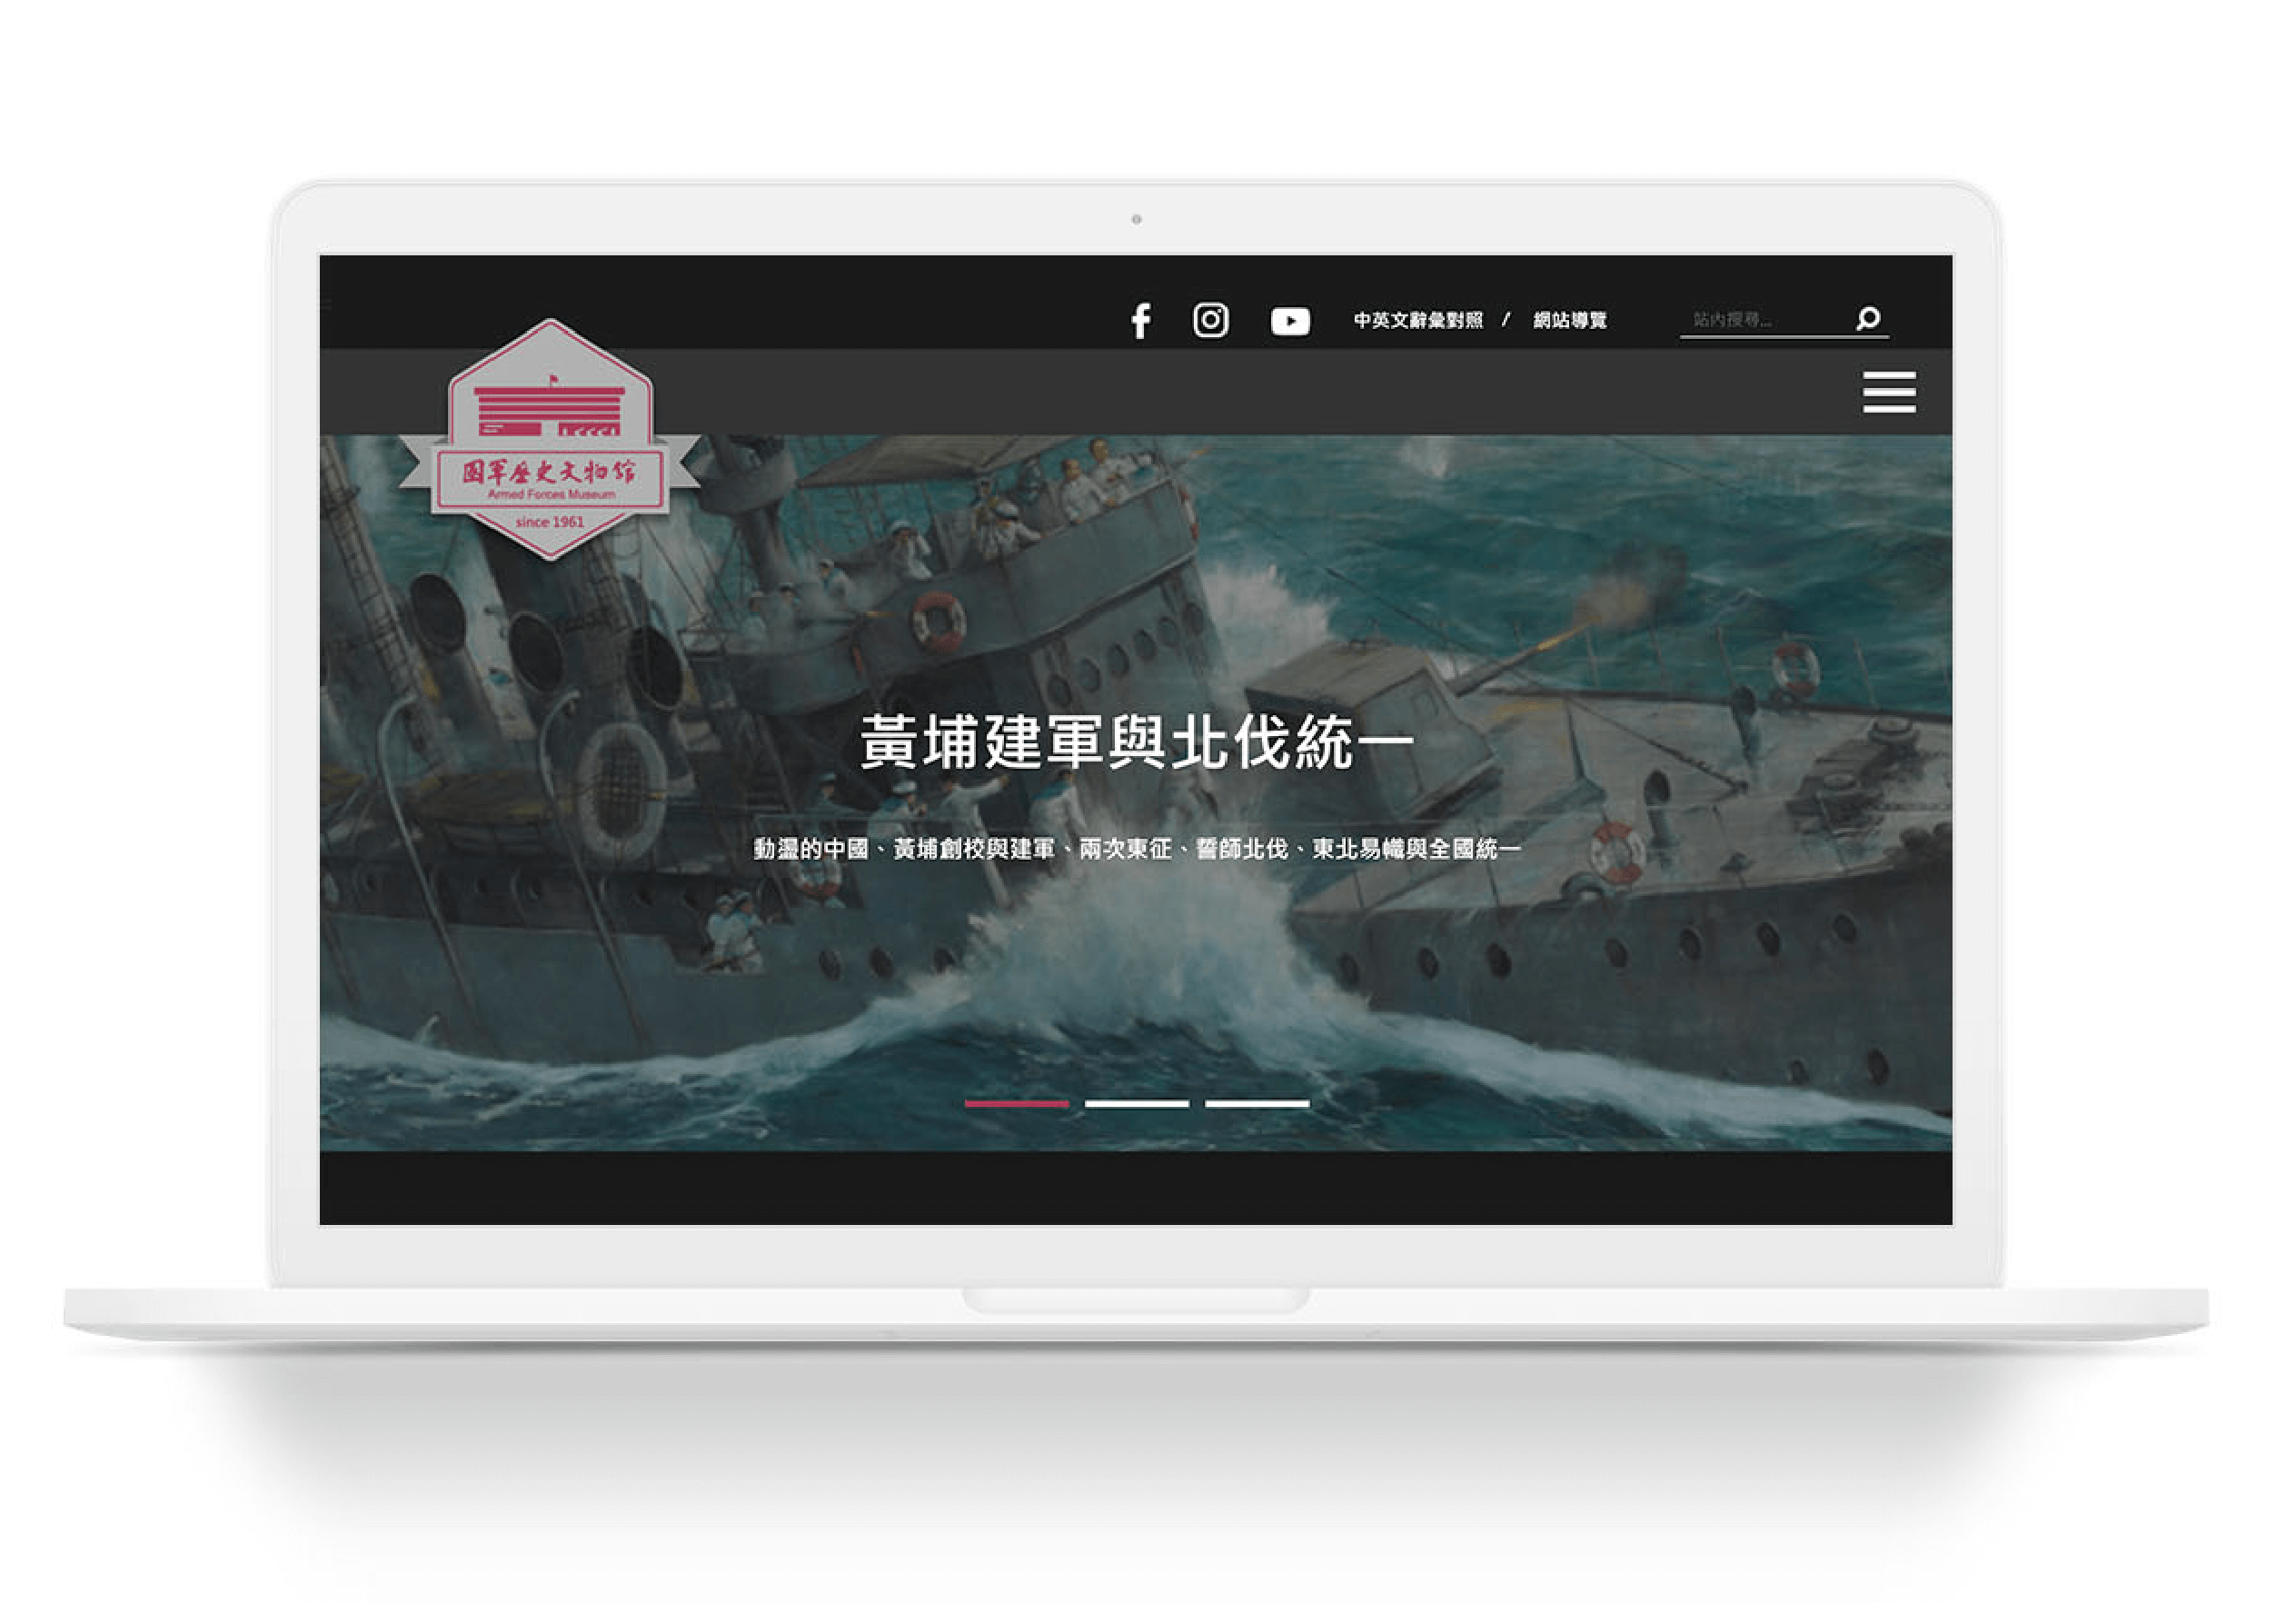 中英文辭彙對照 / 網站導覽
站內搜尋...
國軍歷史文物館
Armed Forces Museum
since 1961
黃埔建軍與北伐統一
動盪的中國、黃埔創校與建軍、兩次東征、誓師北伐、東北易幟與全國統一